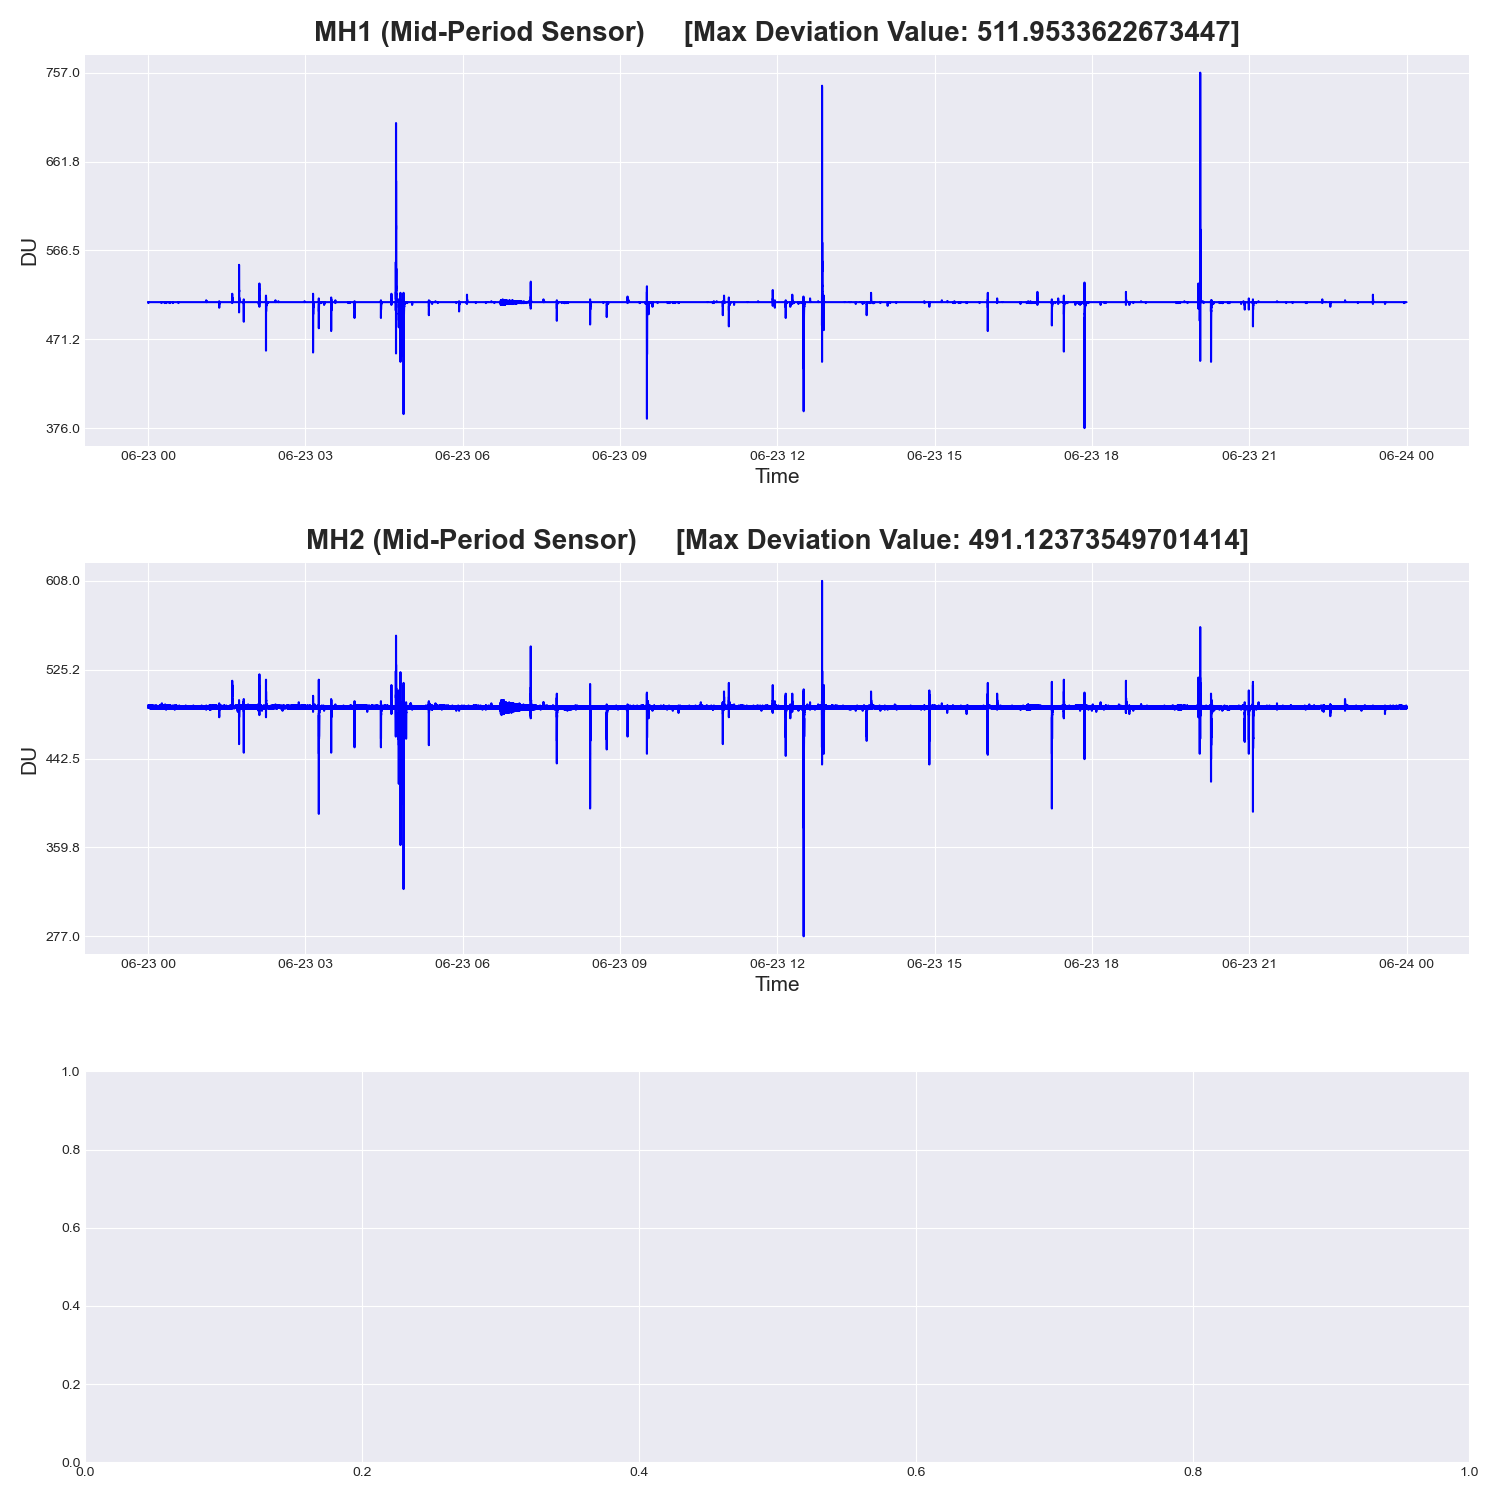 MH1 (Mid-Period Sensor) [Max Deviation Value: 511.9533622673447]
757.0
661.8
566.5
471.2
376.0
DU
06-23 00 06-23 03 06-23 06 06-23 09 06-23 12 06-23 15 06-23 18 06-23 21 06-24 00
Time
MH2 (Mid-Period Sensor) [Max Deviation Value: 491.12373549701414]
608.0
525.2
442.5
359.8
277.0
DU
06-23 00 06-23 03 06-23 06 06-23 09 06-23 12 06-23 15 06-23 18 06-23 21 06-24 00
Time
1.0
0.8
0.6
0.4
0.2
0.0
0.0 0.2 0.4 0.6 0.8 1.0